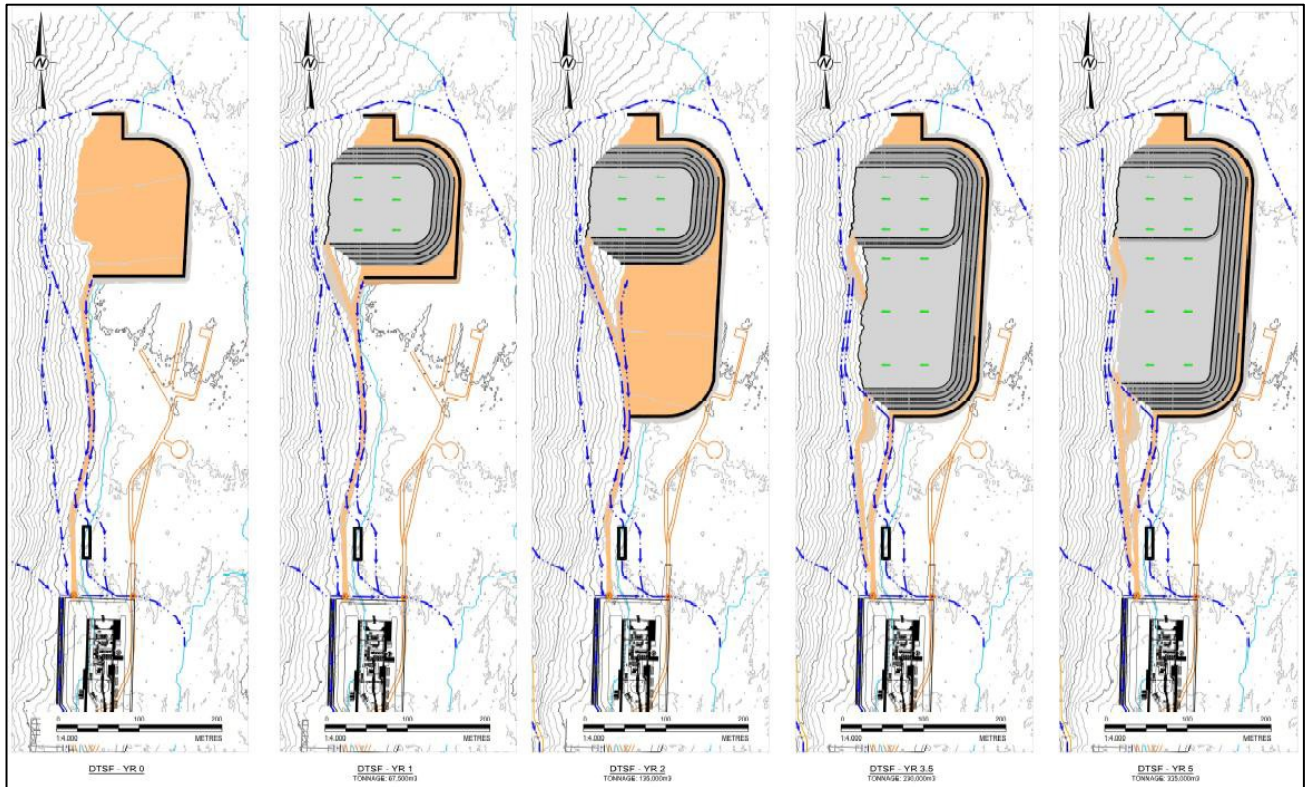 N
N
N
N
N
0 100 200
1:4,000 METRES
DTSF - YR 0
0 100 200
1:4,000 METRES
DTSF - YR 1
TONNAGE: 67,500m3
0 100 200
1:4,000 METRES
DTSF - YR 2
TONNAGE: 135,000m3
0 100 200
1:4,000 METRES
DTSF - YR 3.5
TONNAGE: 230,000m3
0 100 200
1:4,000 METRES
DTSF - YR 5
TONNAGE: 335,000m3